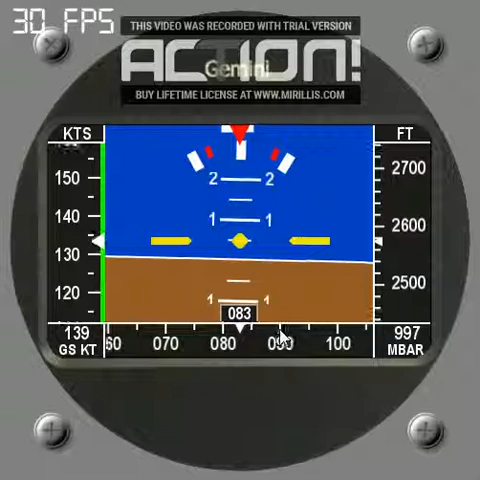 30 FPS
THIS VIDEO WAS RECORDED WITH TRIAL VERSION
ACTION!
Gemini
BUY LIFETIME LICENSE AT WWW.MIRILLIS.COM
KTS
FT
150
140
130
120
2700
2600
2500
2 2
1 1
1 1
083
139
GS KT
60 070 080 090 100
997
MBAR